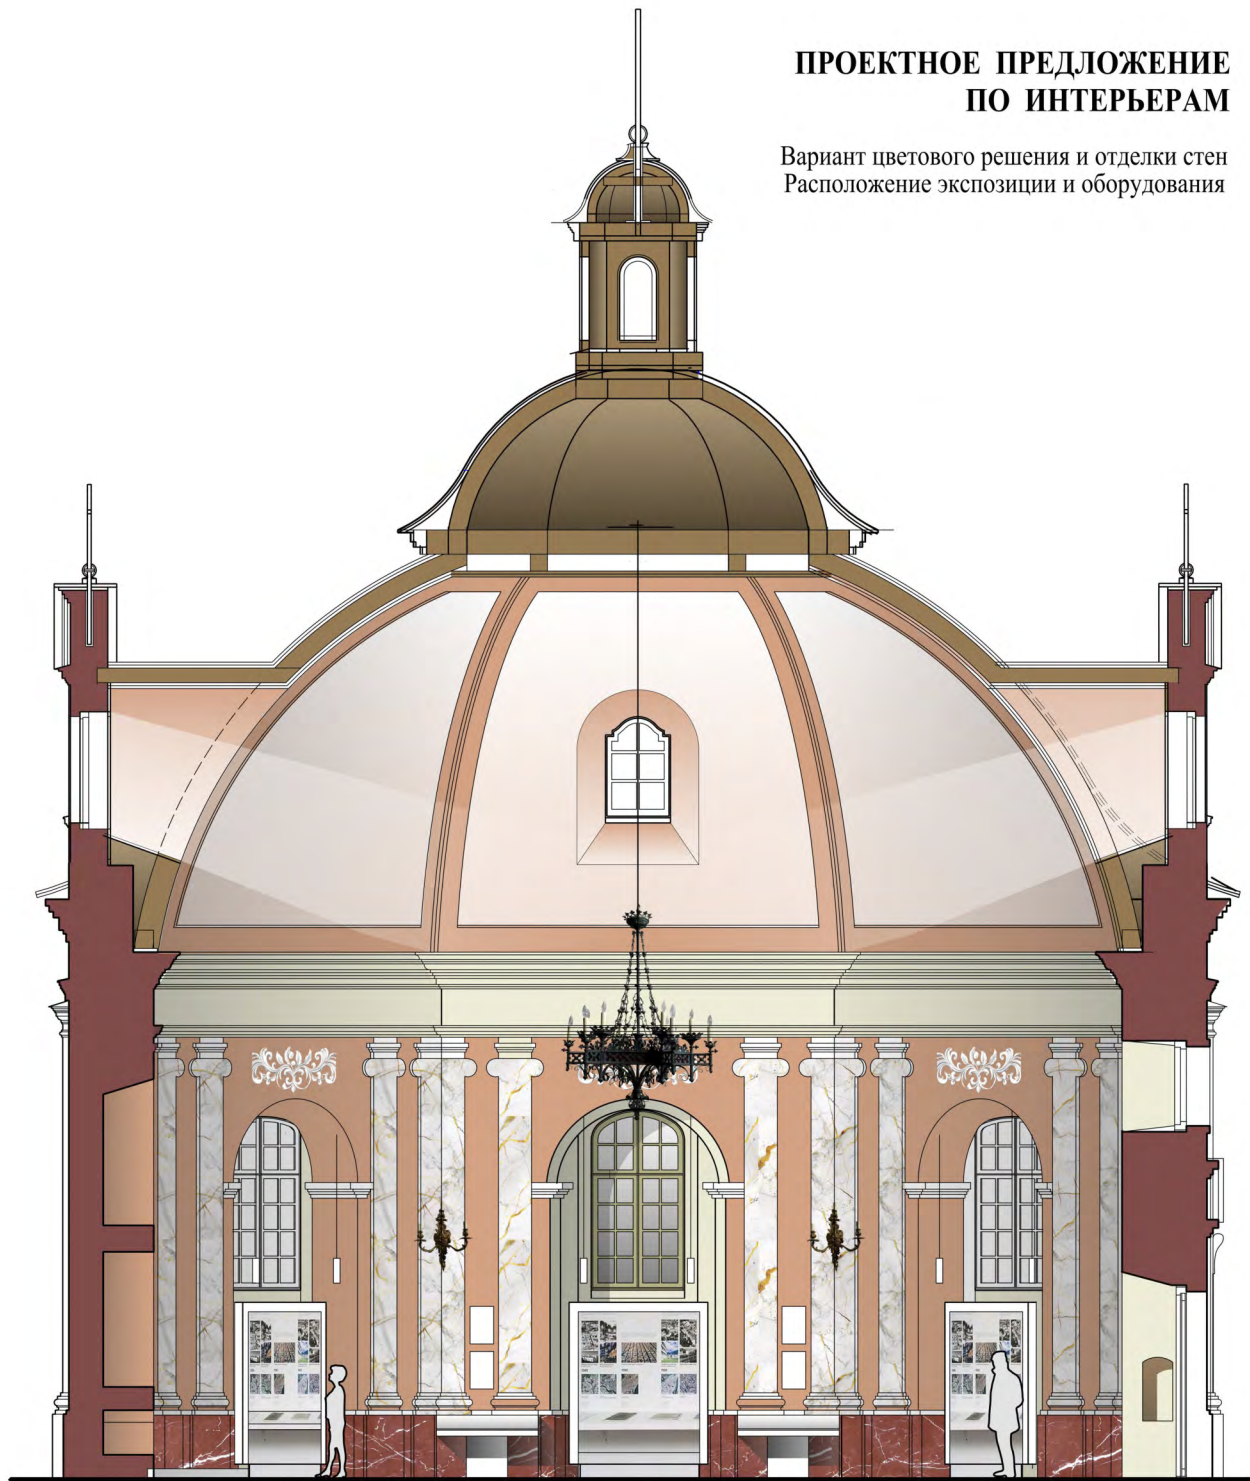 ПРОЕКТНОЕ ПРЕДЛОЖЕНИЕ
ПО ИНТЕРЬЕРАМ
Вариант цветового решения и отделки стен
Расположение экспозиции и оборудования